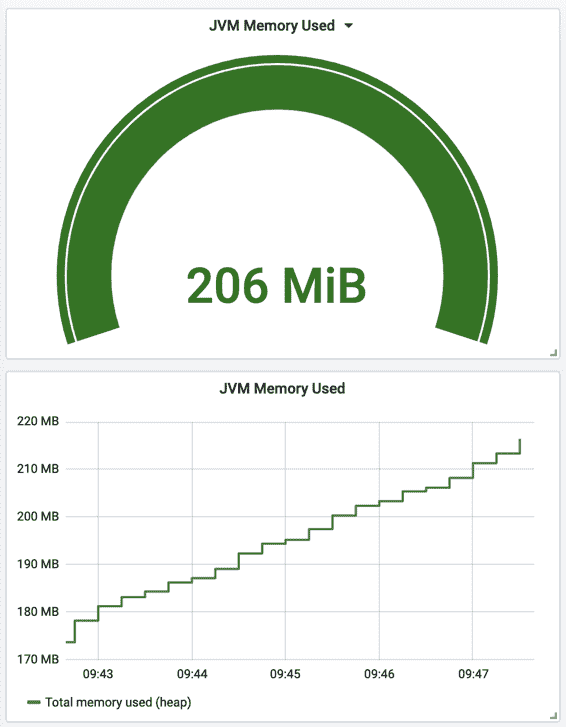 JVM Memory Used
206 MiB
JVM Memory Used
220 MB
210 MB
200 MB
190 MB
180 MB
170 MB
09:43 09:44 09:45 09:46 09:47
Total memory used (heap)